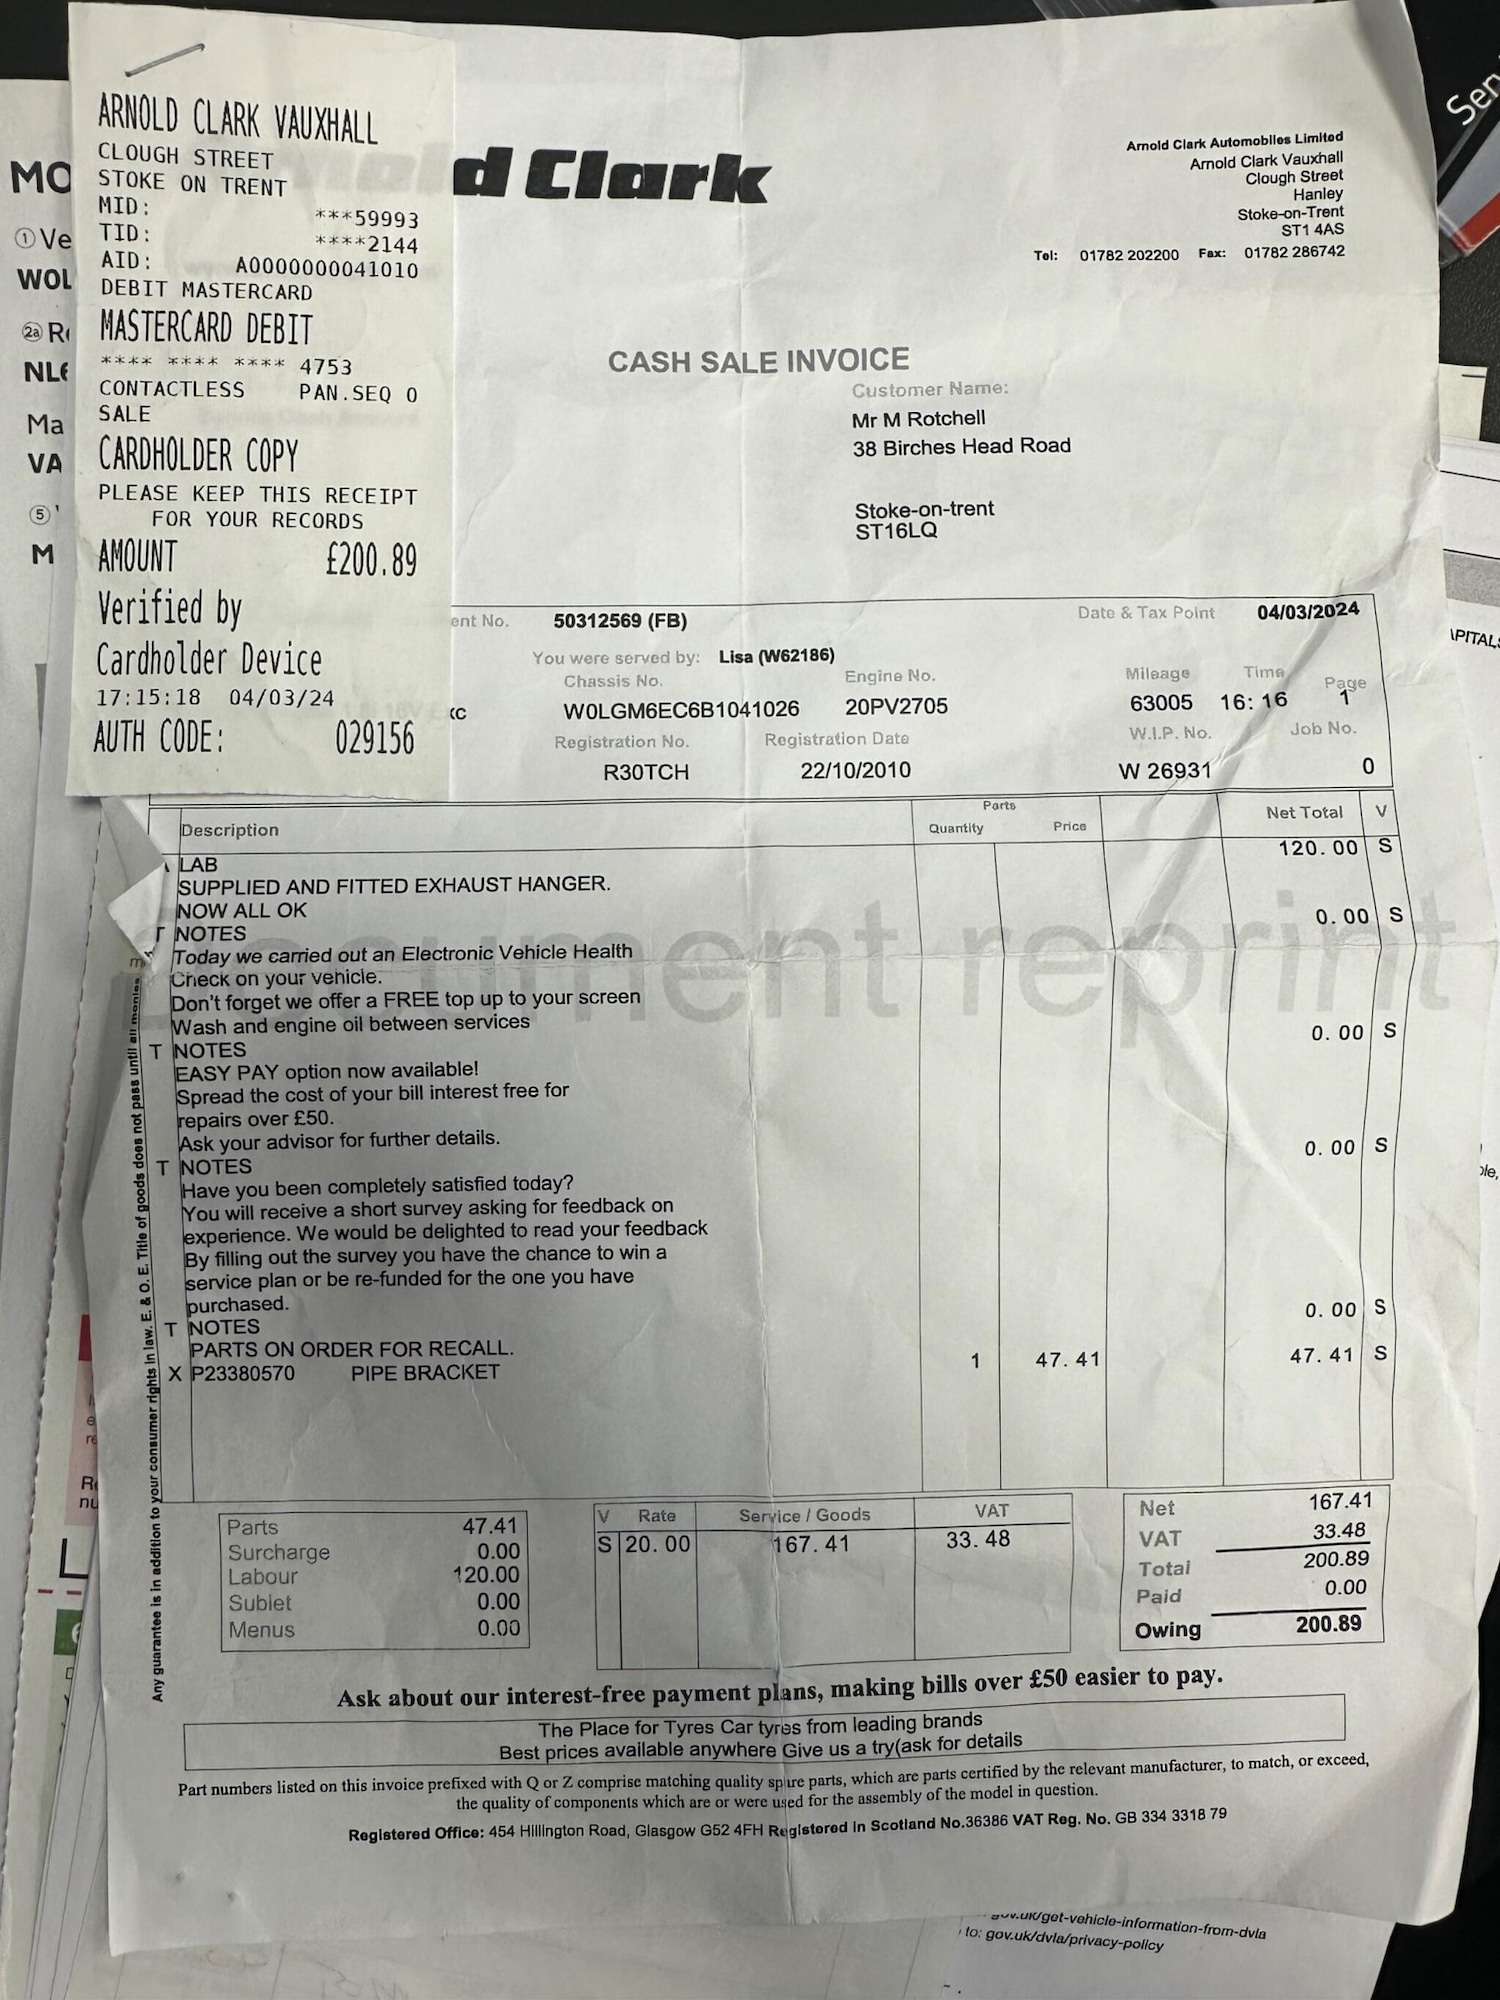 ARNOLD CLARK VAUXHALL
CLOUGH STREET
STOKE ON TRENT
MID: ***59993
TID: ****2144
AID: A0000000041010
DEBIT MASTERCARD
MASTERCARD DEBIT
**** **** **** 4753
CONTACTLESS PAN.SEQ 0
SALE
CARDHOLDER COPY
PLEASE KEEP THIS RECEIPT
FOR YOUR RECORDS
AMOUNT £200.89
Verified by
Cardholder Device
17:15:18 04/03/24
AUTH CODE: 029156
d Clark
Arnold Clark Automobiles Limited
Arnold Clark Vauxhall
Clough Street
Hanley
Stoke-on-Trent
ST1 4AS
Tel: 01782 202200 Fax: 01782 286742
CASH SALE INVOICE
Customer Name:
Mr M Rotchell
38 Birches Head Road
Stoke-on-trent
ST16LQ
ent No. 50312569 (FB) Date & Tax Point 04/03/2024
You were served by: Lisa (W62186)
Chassis No. Engine No. Mileage Time Page
XC W0LGM6EC6B1041026 20PV2705 63005 16:16 1
Registration No. Registration Date W.I.P. No. Job No.
R30TCH 22/10/2010 W 26931 0
Description Parts Quantity Price Net Total V
LAB 120.00 S
SUPPLIED AND FITTED EXHAUST HANGER.
NOW ALL OK
T NOTES 0.00 S
Today we carried out an Electronic Vehicle Health
Check on your vehicle.
Don't forget we offer a FREE top up to your screen
Wash and engine oil between services
T NOTES 0.00 S
EASY PAY option now available!
Spread the cost of your bill interest free for
repairs over £50.
Ask your advisor for further details.
T NOTES 0.00 S
Have you been completely satisfied today?
You will receive a short survey asking for feedback on
experience. We would be delighted to read your feedback
By filling out the survey you have the chance to win a
service plan or be re-funded for the one you have
purchased.
T NOTES 0.00 S
PARTS ON ORDER FOR RECALL.
X P23380570 PIPE BRACKET 1 47.41 47.41 S
cument reprint
Any guarantee is in addition to your consumer rights in law. E. & O. E. Title of goods does not pass until all monies
Parts 47.41
Surcharge 0.00
Labour 120.00
Sublet 0.00
Menus 0.00
V Rate Service / Goods VAT
S 20.00 167.41 33.48
Net 167.41
VAT 33.48
Total 200.89
Paid 0.00
Owing 200.89
Ask about our interest-free payment plans, making bills over £50 easier to pay.
The Place for Tyres Car tyres from leading brands
Best prices available anywhere Give us a try(ask for details
Part numbers listed on this invoice prefixed with Q or Z comprise matching quality spare parts, which are parts certified by the relevant manufacturer, to match, or exceed,
the quality of components which are or were used for the assembly of the model in question.
Registered Office: 454 Hillington Road, Glasgow G52 4FH Registered in Scotland No.36386 VAT Reg. No. GB 334 3318 79
gov.uk/get-vehicle-information-from-dvla
to: gov.uk/dvla/privacy-policy
MO
① Ve
WOL
2a R
NL6
Ma
VA
⑤
M